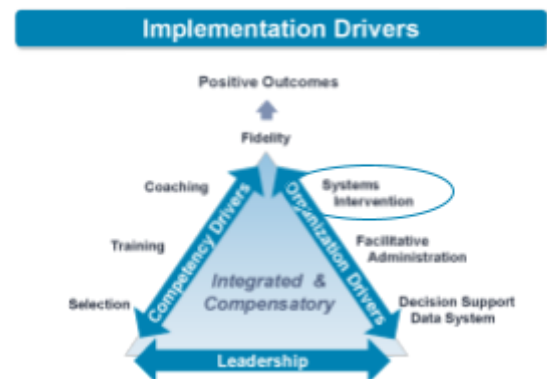 Implementation Drivers
Positive Outcomes
Fidelity
Coaching
Training
Selection
Competency Drivers
Organization Drivers
Systems
Intervention
Facilitative
Administration
Decision Support
Data System
Integrated &
Compensatory
Leadership